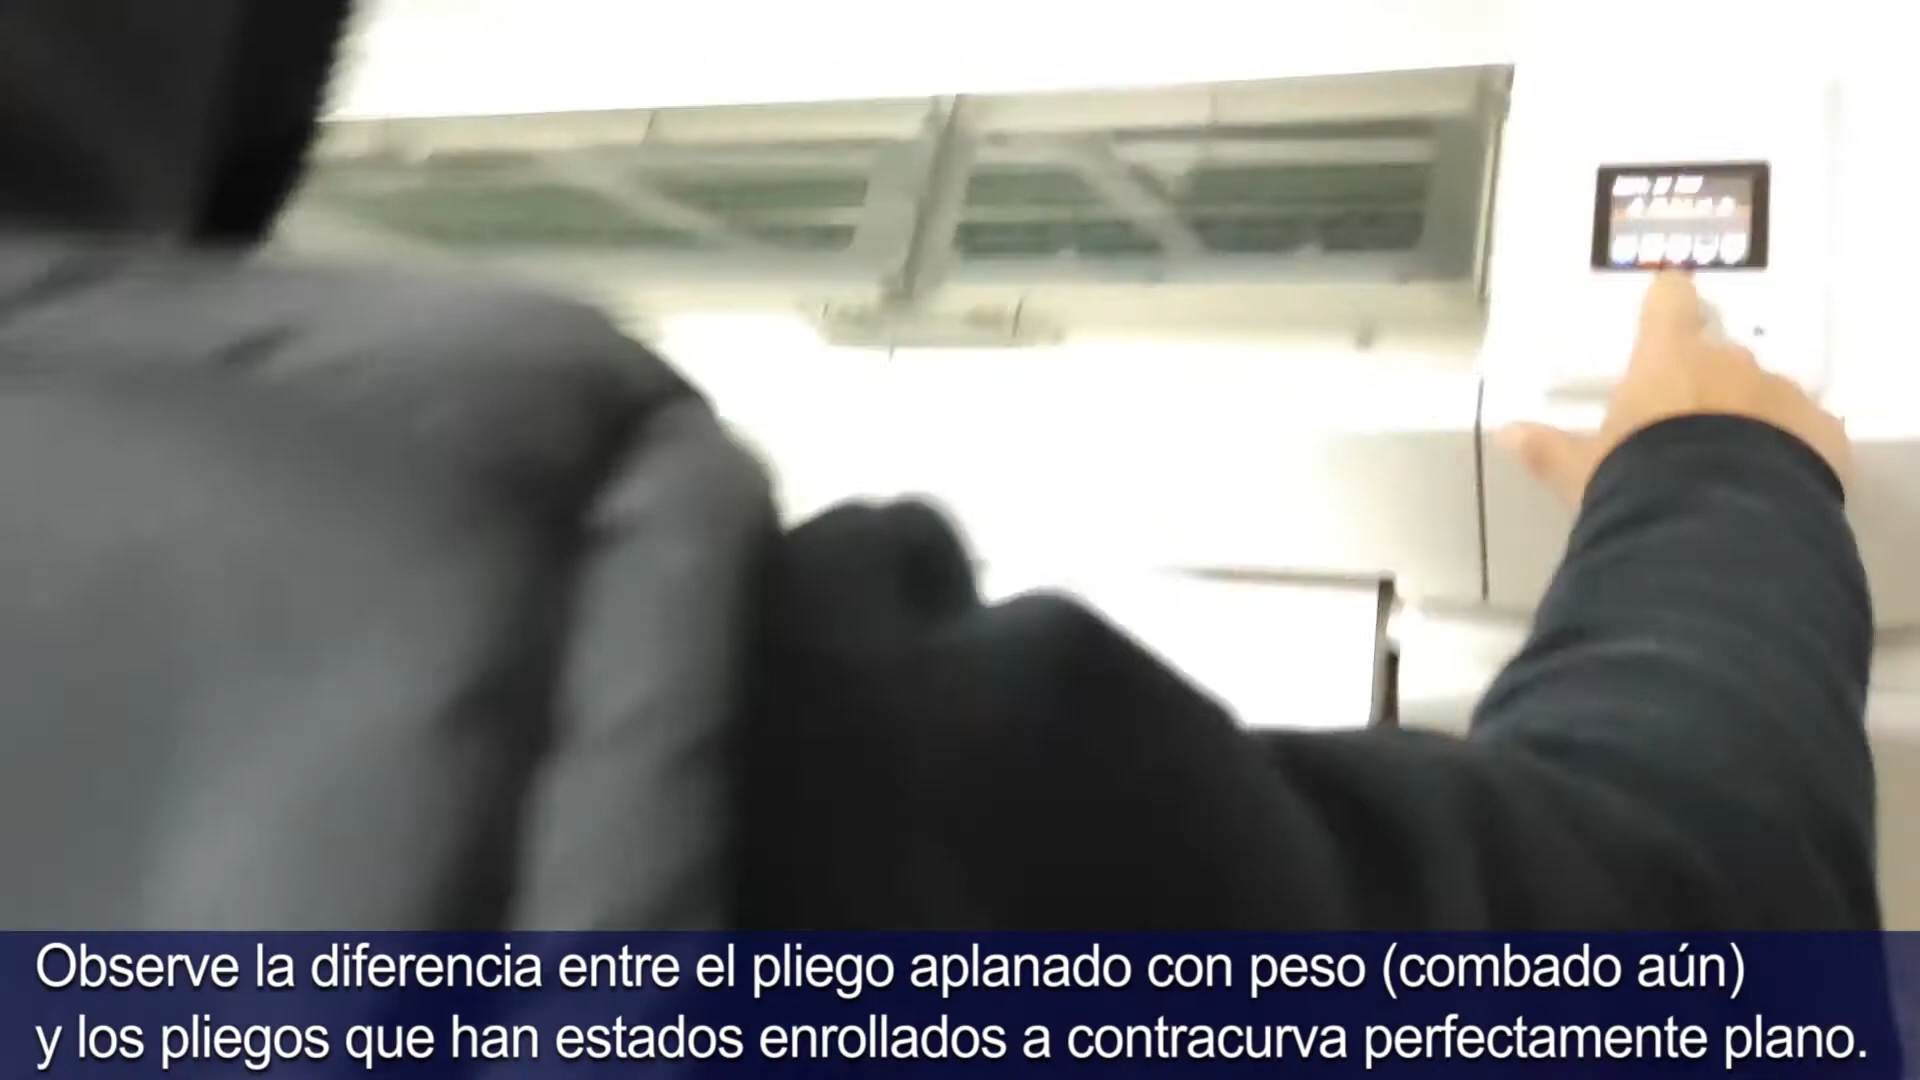 Observe la diferencia entre el pliego aplanado con peso (combado aún)
y los pliegos que han estados enrollados a contracurva perfectamente plano.